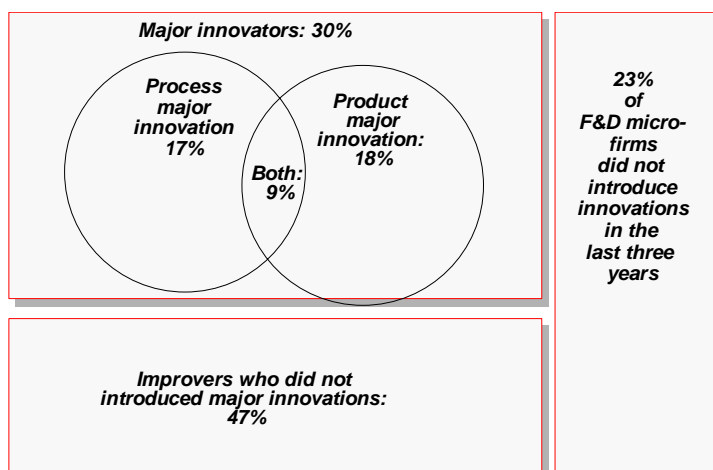 Major innovators: 30%
Process
major
innovation
17%
Product
major
innovation:
18%
Both:
9%
23%
of
F&D micro-
firms
did not
introduce
innovations
in the
last three
years
Improvers who did not
introduced major innovations:
47%